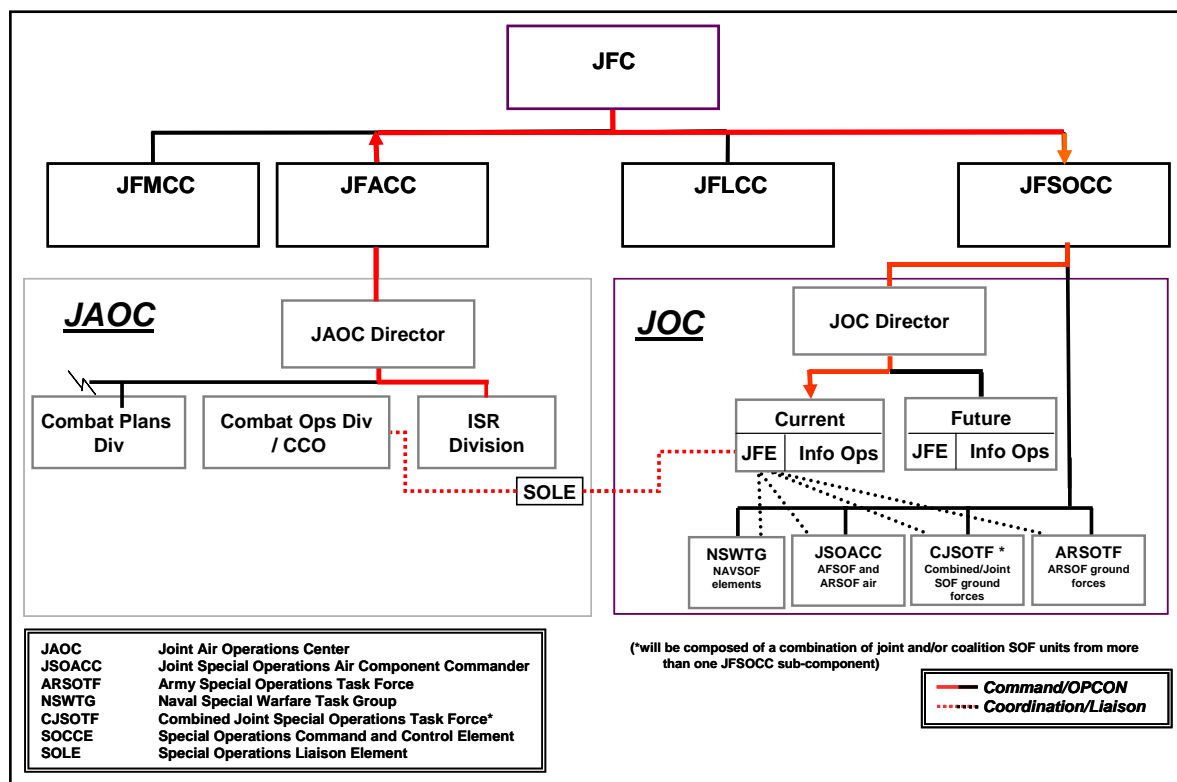 JFC
JFMCC
JFACC
JFLCC
JFSOCC
JAOC
JAOC Director
Combat Plans
Div
Combat Ops Div
/ CCO
ISR
Division
SOLE
JOC
JOC Director
Current
JFE Info Ops
Future
JFE Info Ops
NSWTG
NAVSOF
elements
JSOACC
AFSOF and
ARSOF air
CJSOTF *
Combined/Joint
SOF ground
forces
ARSOTF
ARSOF ground
forces
(*will be composed of a combination of joint and/or coalition SOF units from more
than one JFSOCC sub-component)
JAOC Joint Air Operations Center
JSOACC Joint Special Operations Air Component Commander
ARSOTF Army Special Operations Task Force
NSWTG Naval Special Warfare Task Group
CJSOTF Combined Joint Special Operations Task Force*
SOCCE Special Operations Command and Control Element
SOLE Special Operations Liaison Element
Command/OPCON
Coordination/Liaison